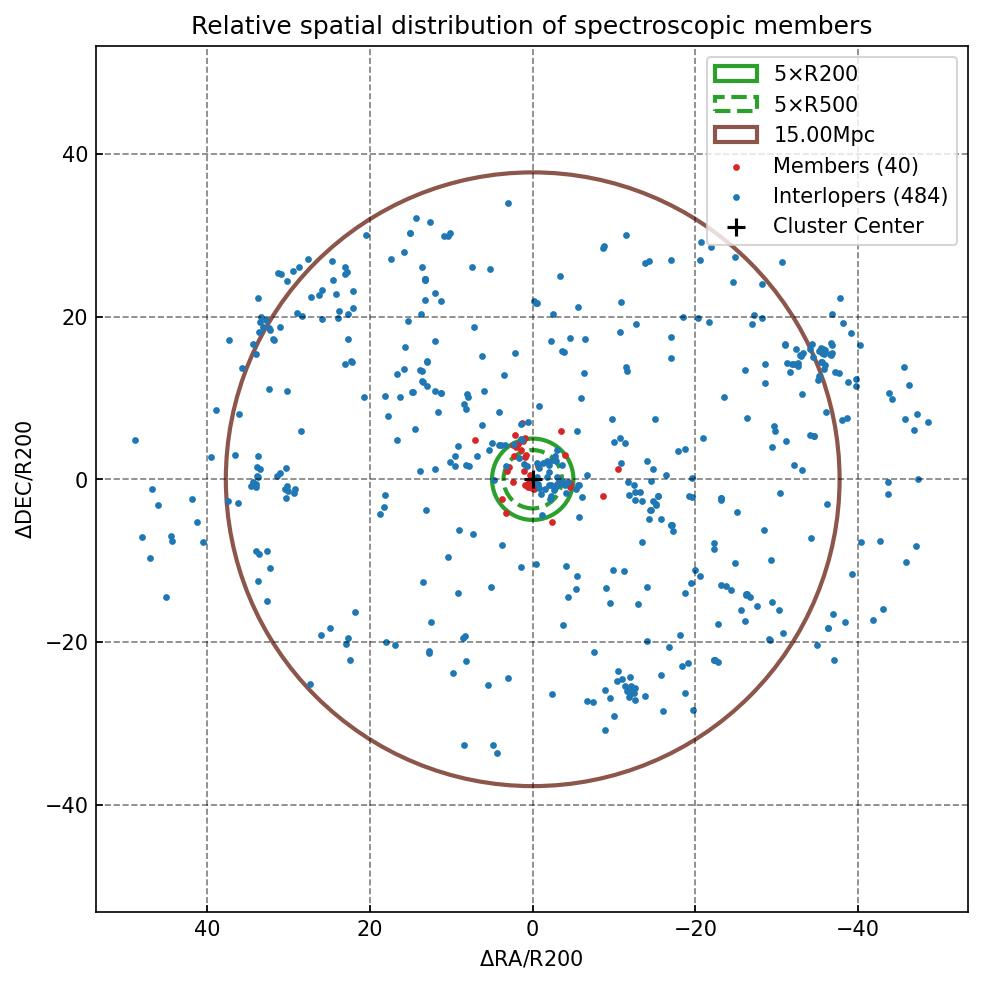 Relative spatial distribution of spectroscopic members
5×R200
5×R500
15.00Mpc
Members (40)
Interlopers (484)
Cluster Center
40
20
0
−20
−40
ΔDEC/R200
40
20
0
−20
−40
ΔRA/R200